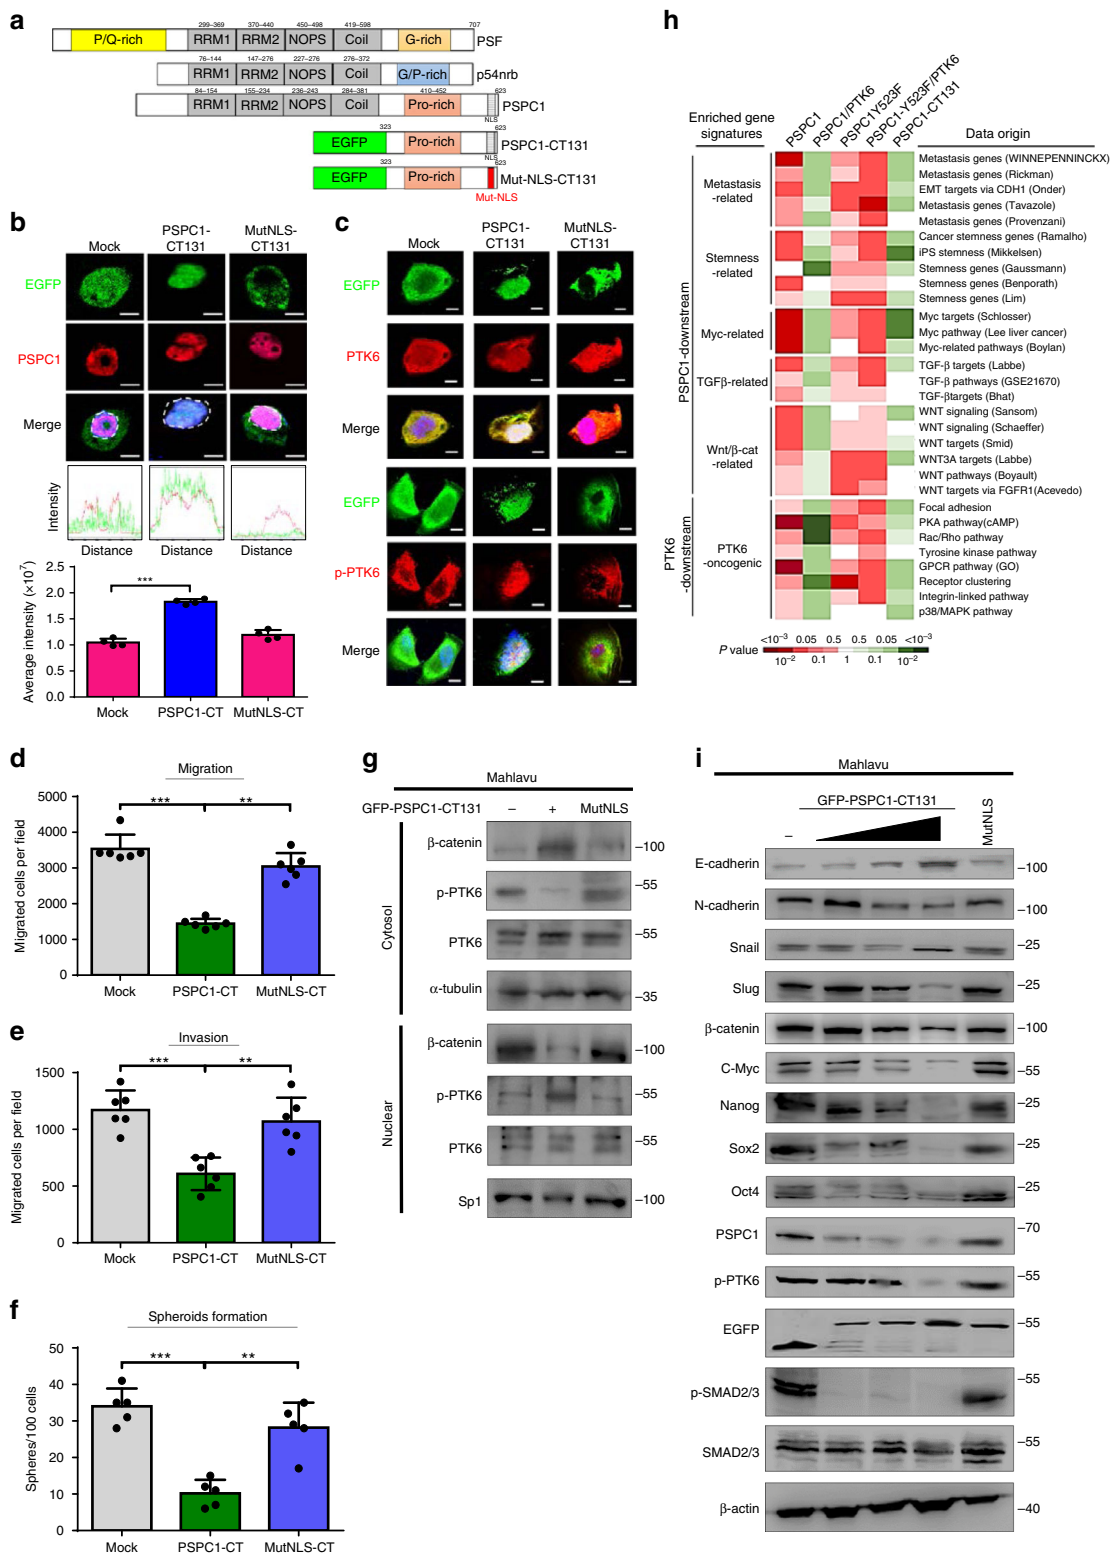 a
299–369 370–440 450–498 419–598 707
P/Q-rich RRM1 RRM2 NOPS Coil G-rich PSF
76–144 147–276 227–276 276–372
RRM1 RRM2 NOPS Coil G/P-rich p54nrb
84–154 155–234 236–243 284–381 410–452 623
RRM1 RRM2 NOPS Coil Pro-rich PSPC1
NLS
323 623
EGFP Pro-rich PSPC1-CT131
NLS
323 623
EGFP Pro-rich Mut-NLS-CT131
Mut-NLS
b
Mock PSPC1-CT131 MutNLS-CT131
EGFP
PSPC1
Merge
Intensity
Distance Distance Distance
Average intensity (×10⁷)
2.5
2.0
1.5
1.0
0.5
0.0
***
Mock PSPC1-CT MutNLS-CT
c
Mock PSPC1-CT131 MutNLS-CT131
EGFP
PTK6
Merge
EGFP
p-PTK6
Merge
d
Migration
Migrated cells per field
5000
4000
3000
2000
1000
0
*** **
Mock PSPC1-CT MutNLS-CT
e
Invasion
Migrated cells per field
1500
1000
500
0
*** **
Mock PSPC1-CT MutNLS-CT
f
Spheroids formation
Spheres/100 cells
50
40
30
20
10
0
*** **
Mock PSPC1-CT MutNLS-CT
g
Mahlavu
GFP-PSPC1-CT131 – + MutNLS
Cytosol
β-catenin –100
p-PTK6 –55
PTK6 –55
α-tubulin –35
Nuclear
β-catenin –100
p-PTK6 –55
PTK6 –55
Sp1 –100
h
Enriched gene signatures
PSPC1
PSPC1/PTK6
PSPC1Y523F
PSPC1-Y523F/PTK6
PSPC1-CT131
Data origin
PSPC1-downstream
Metastasis-related
Metastasis genes (WINNEPENNINCKX)
Metastasis genes (Rickman)
EMT targets via CDH1 (Onder)
Metastasis genes (Tavazole)
Metastasis genes (Provenzani)
Stemness-related
Cancer stemness genes (Ramalho)
iPS stemness (Mikkelsen)
Stemness genes (Gaussmann)
Stemness genes (Benporath)
Stemness genes (Lim)
Myc-related
Myc targets (Schlosser)
Myc pathway (Lee liver cancer)
Myc-related pathways (Boylan)
TGFβ-related
TGF-β targets (Labbe)
TGF-β pathways (GSE21670)
TGF-βtargets (Bhat)
Wnt/β-cat-related
WNT signaling (Sansom)
WNT signaling (Schaeffer)
WNT targets (Smid)
WNT3A targets (Labbe)
WNT pathways (Boyault)
WNT targets via FGFR1(Acevedo)
PTK6-downstream
PTK6-oncogenic
Focal adhesion
PKA pathway(cAMP)
Rac/Rho pathway
Tyrosine kinase pathway
GPCR pathway (GO)
Receptor clustering
Integrin-linked pathway
p38/MAPK pathway
P value
<10⁻³ 0.05 0.5 0.5 0.05 <10⁻³
10⁻² 0.1 1 0.1 10⁻²
i
Mahlavu
GFP-PSPC1-CT131
– MutNLS
E-cadherin –100
N-cadherin –100
Snail –25
Slug –25
β-catenin –100
C-Myc –55
Nanog –25
Sox2 –25
Oct4 –25
PSPC1 –70
p-PTK6 –55
EGFP –55
p-SMAD2/3 –55
SMAD2/3 –55
β-actin –40